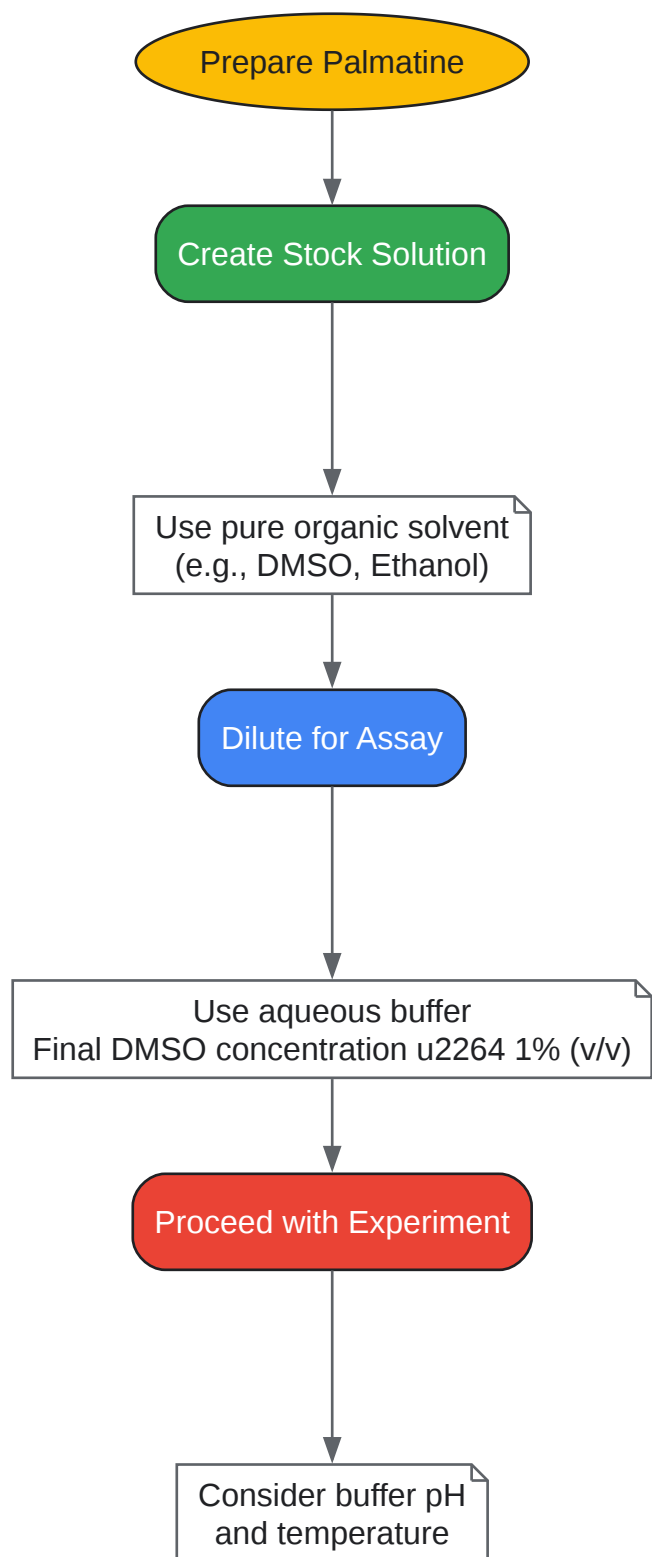 Prepare Palmatine
Create Stock Solution
Use pure organic solvent
(e.g., DMSO, Ethanol)
Dilute for Assay
Use aqueous buffer
Final DMSO concentration u2264 1% (v/v)
Proceed with Experiment
Consider buffer pH
and temperature